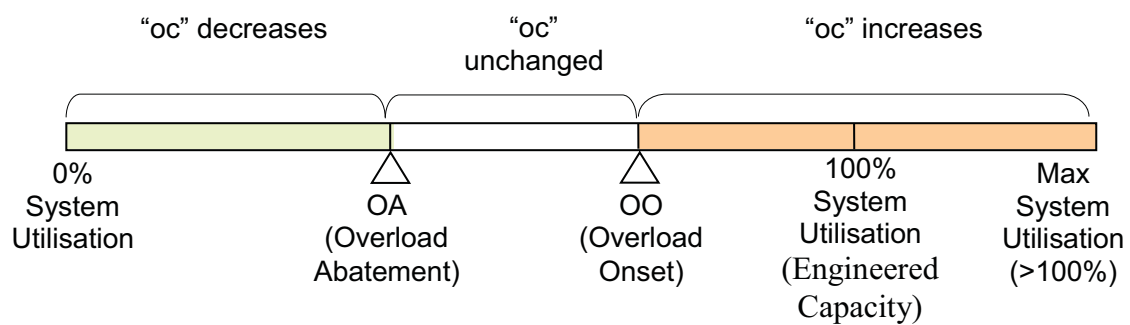 “oc” decreases
“oc”
unchanged
“oc” increases
0%
System
Utilisation
OA
(Overload
Abatement)
OO
(Overload
Onset)
100%
System
Utilisation
(Engineered
Capacity)
Max
System
Utilisation
(>100%)